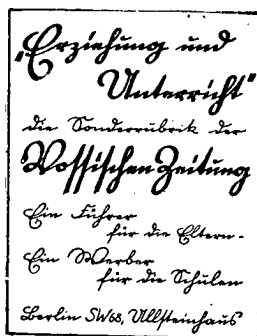 „Erziehung und
Unterricht“
die Sonderrubrik der
Vossischen Zeitung
Ein Führer
für die Eltern.
Ein Werber
für die Schulen
Berlin SW68, Ullsteinhaus